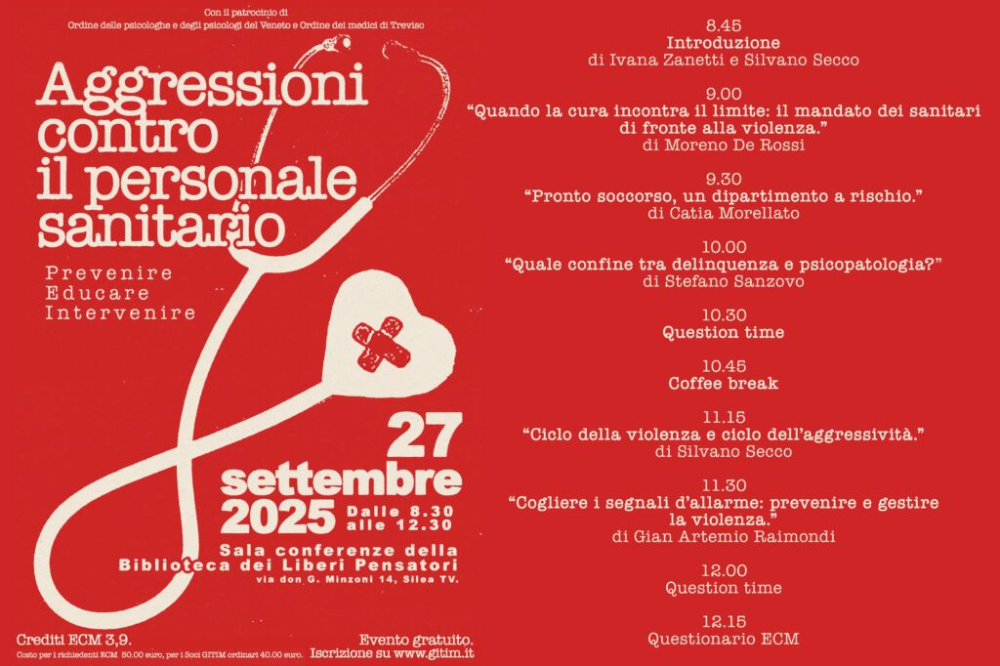 Con il patrocinio di
Ordine delle psicologhe e degli psicologi del Veneto e Ordine dei medici di Treviso
Aggressioni
contro
il personale
sanitario
Prevenire
Educare
Intervenire
27
settembre
2025 Dalle 8.30
alle 12.30
Sala conferenze della
Biblioteca dei Liberi Pensatori
via don G. Minzoni 14, Silea TV.
Crediti ECM 3,9.
Costo per i richiedenti ECM 50.00 euro, per i Soci GITIM ordinari 40.00 euro.
Evento gratuito.
Iscrizione su www.gitim.it
8.45
Introduzione
di Ivana Zanetti e Silvano Secco
9.00
“Quando la cura incontra il limite: il mandato dei sanitari
di fronte alla violenza.”
di Moreno De Rossi
9.30
“Pronto soccorso, un dipartimento a rischio.”
di Catia Morellato
10.00
“Quale confine tra delinquenza e psicopatologia?”
di Stefano Sanzovo
10.30
Question time
10.45
Coffee break
11.15
“Ciclo della violenza e ciclo dell’aggressività.”
di Silvano Secco
11.30
“Cogliere i segnali d’allarme: prevenire e gestire
la violenza.”
di Gian Artemio Raimondi
12.00
Question time
12.15
Questionario ECM